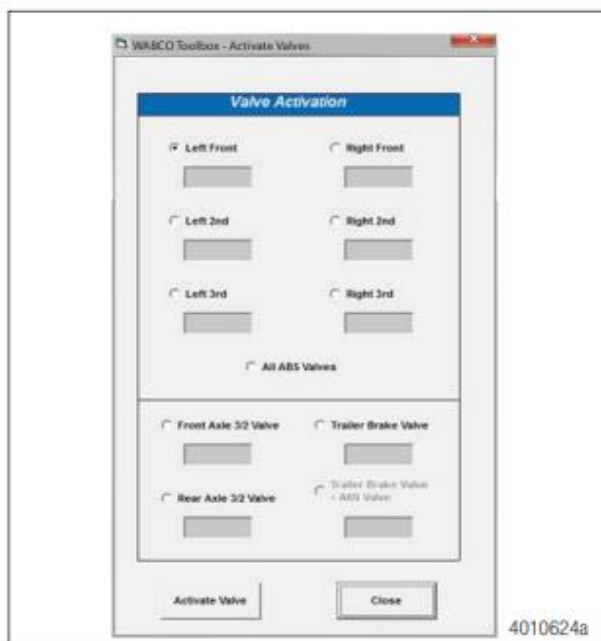 WABCO Toolbox - Activate Valves
Valve Activation
Left Front Right Front
Left 2nd Right 2nd
Left 3rd Right 3rd
All ABS Valves
Front Axle 3/2 Valve Trailer Brake Valve
Rear Axle 3/2 Valve Trailer Brake Valve
+ ABS Valve
Activate Valve Close
4010624a